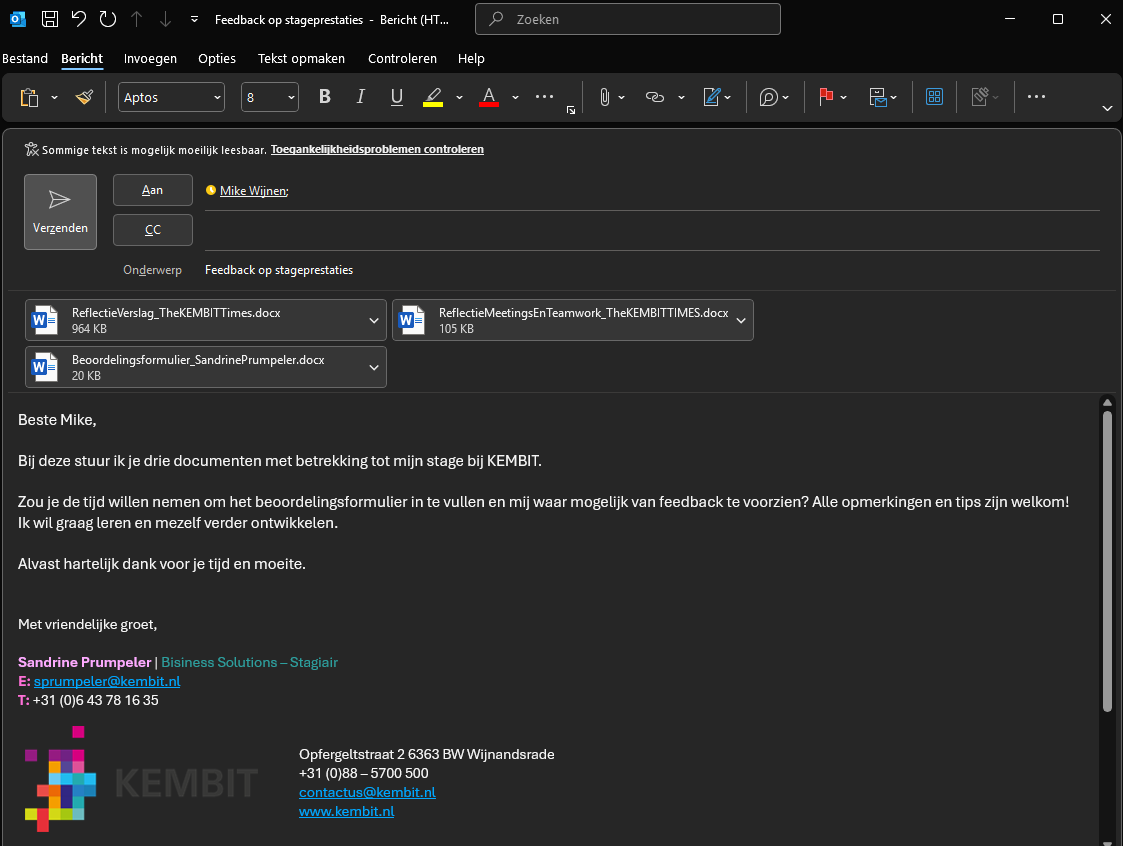 Feedback op stageprestaties - Bericht (HT...
Zoeken
Bestand Bericht Invoegen Opties Tekst opmaken Controleren Help
Aptos 8 B I U A ...
Sommige tekst is mogelijk moeilijk leesbaar. Toegankelijkheidsproblemen controleren
Verzenden
Aan Mike Wijnen;
CC
Onderwerp Feedback op stageprestaties
ReflectieVerslag_TheKEMBITTimes.docx
964 KB
ReflectieMeetingsEnTeamwork_TheKEMBITTIMES.docx
105 KB
Beoordelingsformulier_SandrinePrumpeler.docx
20 KB
Beste Mike,
Bij deze stuur ik je drie documenten met betrekking tot mijn stage bij KEMBIT.
Zou je de tijd willen nemen om het beoordelingsformulier in te vullen en mij waar mogelijk van feedback te voorzien? Alle opmerkingen en tips zijn welkom!
Ik wil graag leren en mezelf verder ontwikkelen.
Alvast hartelijk dank voor je tijd en moeite.
Met vriendelijke groet,
Sandrine Prumpeler | Bisiness Solutions – Stagiair
E: sprumpeler@kembit.nl
T: +31 (0)6 43 78 16 35
KEMBIT
Opfergeltstraat 2 6363 BW Wijnandsrade
+31 (0)88 – 5700 500
contactus@kembit.nl
www.kembit.nl